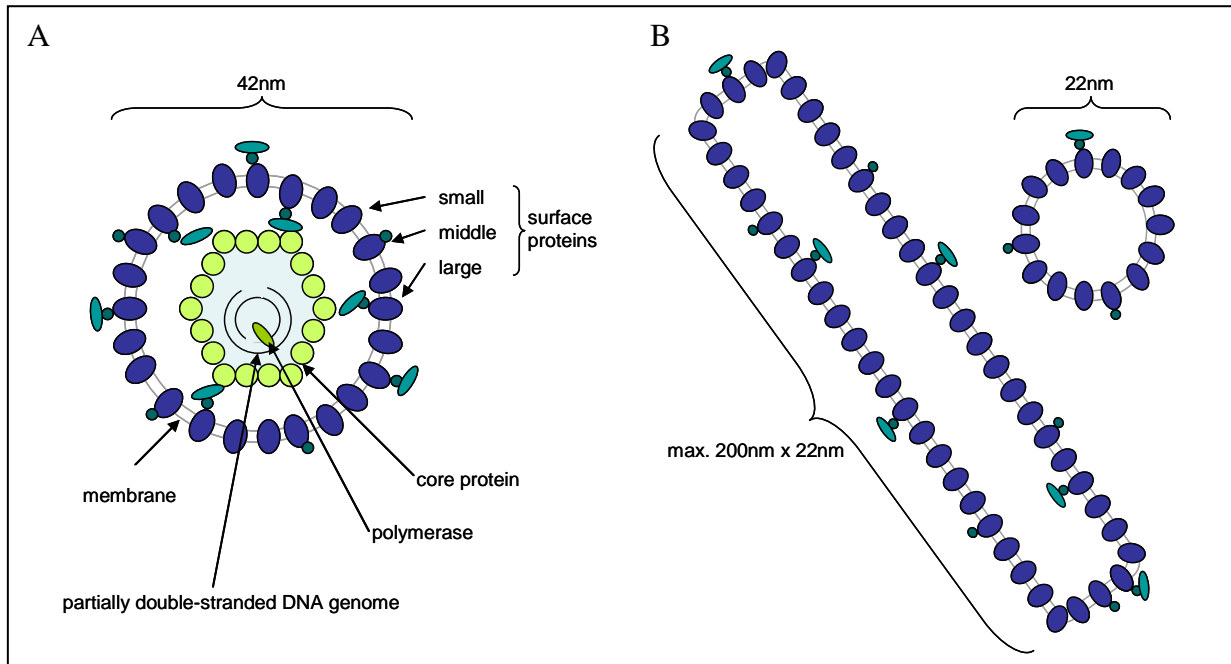 A
42nm
small
middle
large
surface
proteins
membrane
core protein
polymerase
partially double-stranded DNA genome
B
22nm
max. 200nm x 22nm